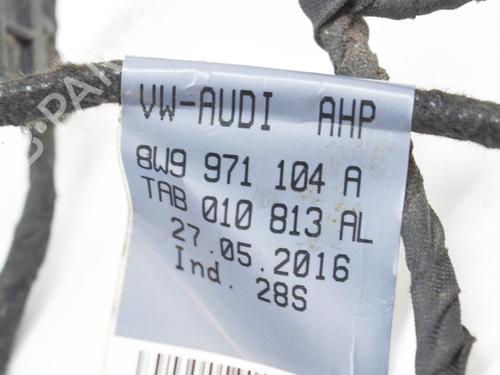 VW-AUDI AHP
8W9 971 104 A
TAB 010 813 AL
27.05.2016
Ind. 28S